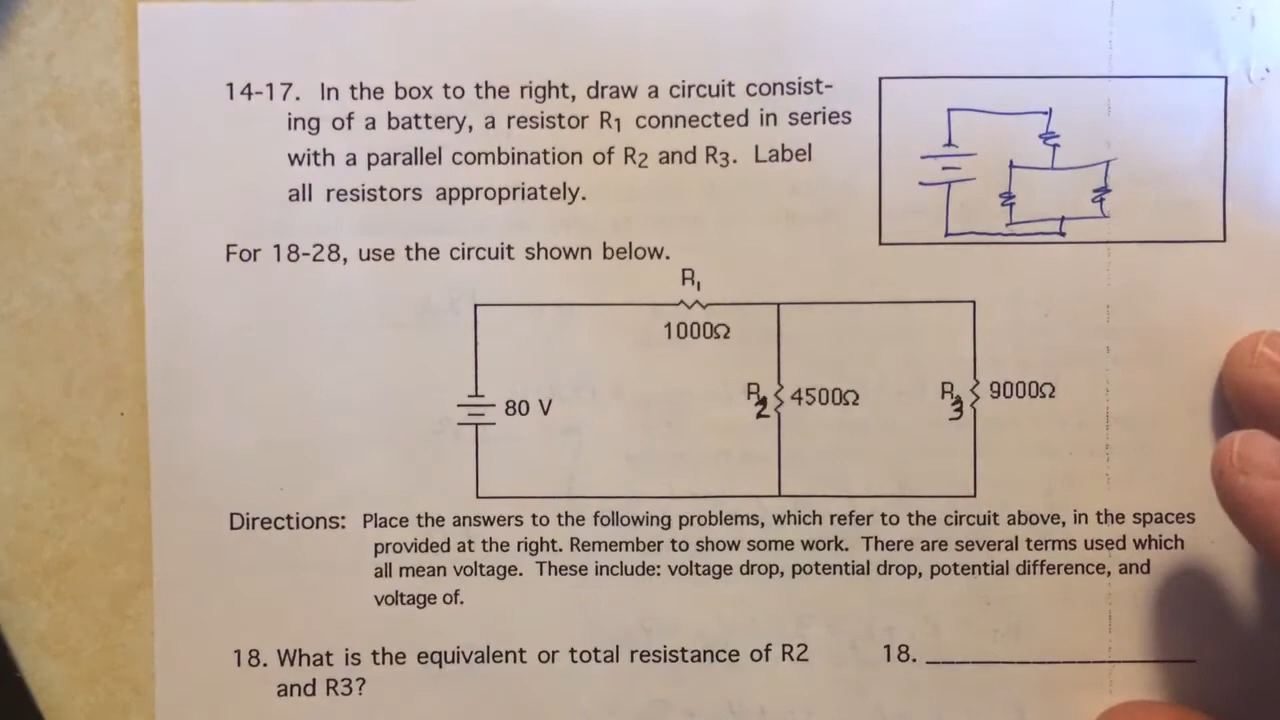 14-17. In the box to the right, draw a circuit consist-
ing of a battery, a resistor R1 connected in series
with a parallel combination of R2 and R3. Label
all resistors appropriately.
For 18-28, use the circuit shown below.
R1
1000Ω
80 V
R2 4500Ω
R3 9000Ω
Directions: Place the answers to the following problems, which refer to the circuit above, in the spaces
provided at the right. Remember to show some work. There are several terms used which
all mean voltage. These include: voltage drop, potential drop, potential difference, and
voltage of.
18. What is the equivalent or total resistance of R2
and R3?
18. ____________________